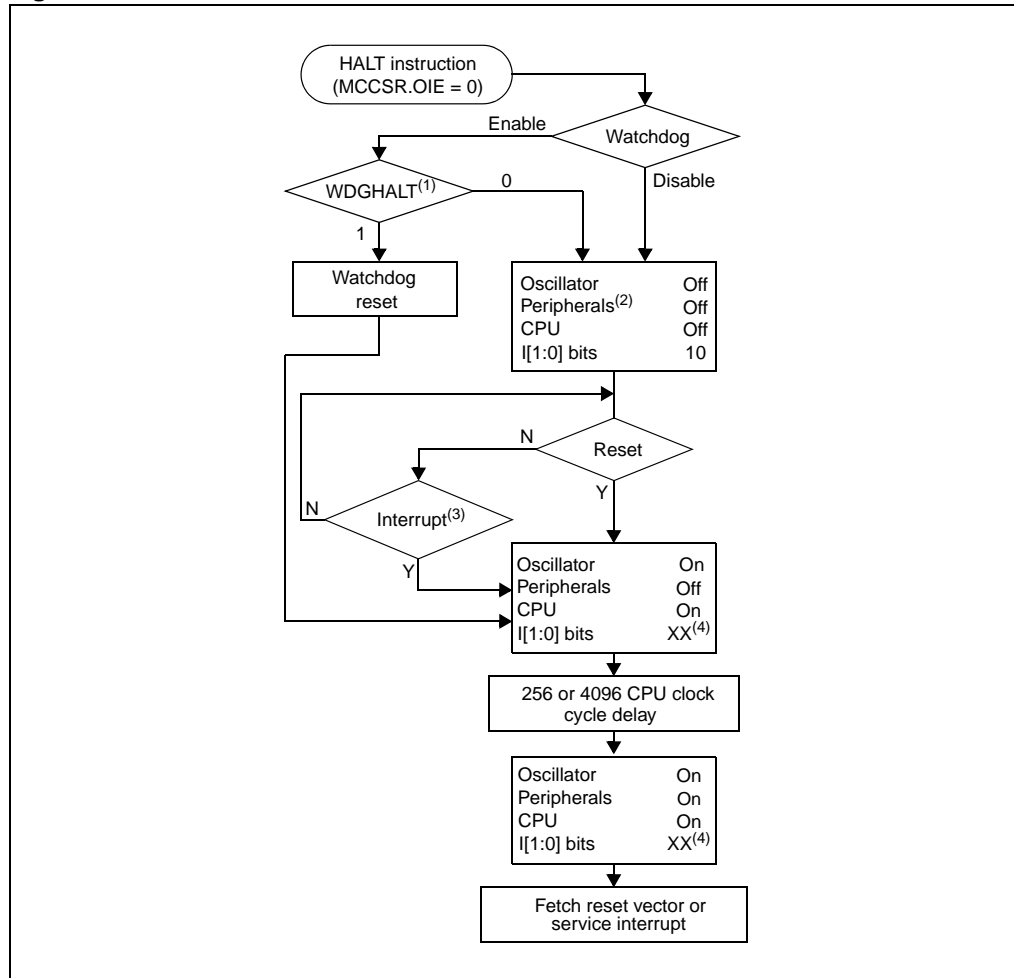 HALT instruction
(MCCSR.OIE = 0)
Enable
Watchdog
WDGHALT(1)
0
Disable
1
Watchdog
reset
Oscillator Off
Peripherals(2) Off
CPU Off
I[1:0] bits 10
N
Reset
Y
N
Interrupt(3)
Y
Oscillator On
Peripherals Off
CPU On
I[1:0] bits XX(4)
256 or 4096 CPU clock
cycle delay
Oscillator On
Peripherals On
CPU On
I[1:0] bits XX(4)
Fetch reset vector or
service interrupt